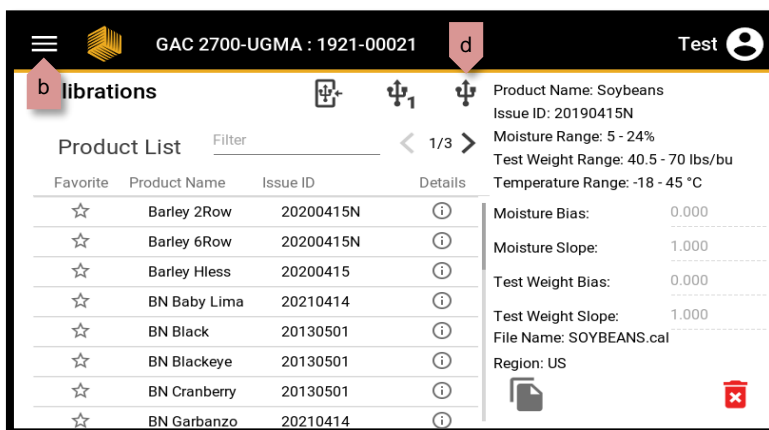 GAC 2700-UGMA : 1921-00021
d
Test
b
librations
1
Product Name: Soybeans
Issue ID: 20190415N
Moisture Range: 5 - 24%
Test Weight Range: 40.5 - 70 lbs/bu
Temperature Range: -18 - 45 °C
Product List
Filter
1/3
Favorite Product Name Issue ID Details
Barley 2Row 20200415N
Barley 6Row 20200415N
Barley Hless 20200415
BN Baby Lima 20210414
BN Black 20130501
BN Blackeye 20130501
BN Cranberry 20130501
BN Garbanzo 20210414
Moisture Bias: 0.000
Moisture Slope: 1.000
Test Weight Bias: 0.000
Test Weight Slope: 1.000
File Name: SOYBEANS.cal
Region: US